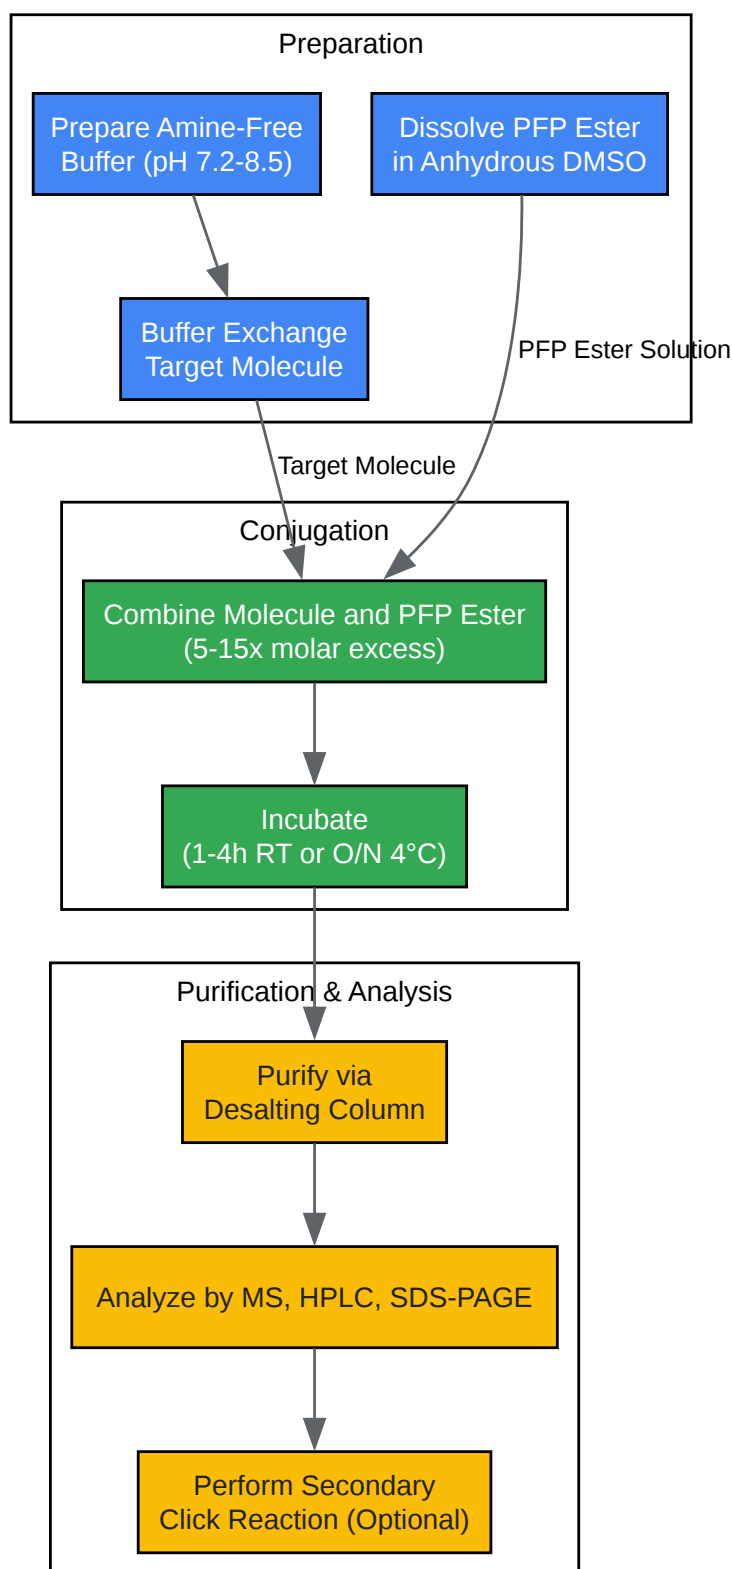 Preparation
Prepare Amine-Free
Buffer (pH 7.2-8.5)
Dissolve PFP Ester
in Anhydrous DMSO
Buffer Exchange
Target Molecule
PFP Ester Solution
Target Molecule
Conjugation
Combine Molecule and PFP Ester
(5-15x molar excess)
Incubate
(1-4h RT or O/N 4°C)
Purification & Analysis
Purify via
Desalting Column
Analyze by MS, HPLC, SDS-PAGE
Perform Secondary
Click Reaction (Optional)